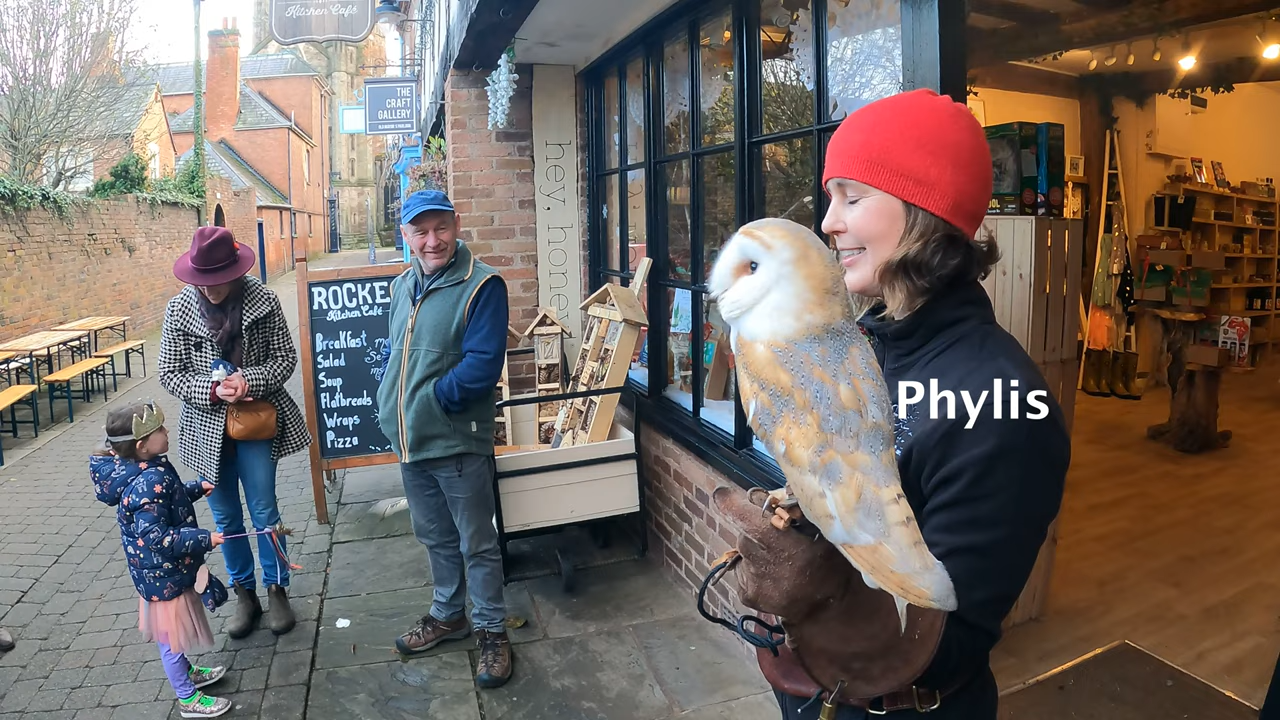 Kitchen Café
THE
CRAFT
GALLERY
hey, honey
ROCKE
Kitchen Café
Breakfast
Salad
Soup
Flatbreads
Wraps
Pizza
Phylis